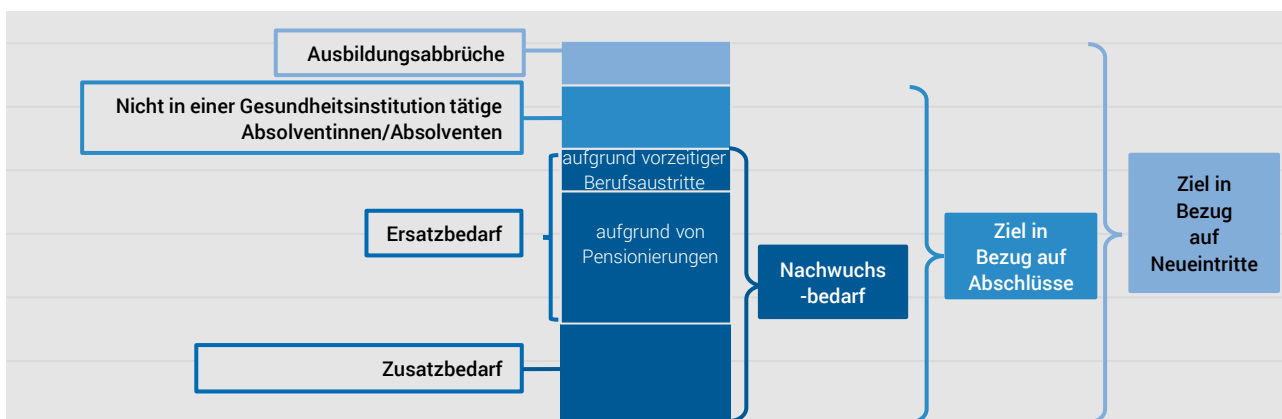 Ausbildungsabbrüche
Nicht in einer Gesundheitsinstitution tätige
Absolventinnen/Absolventen
aufgrund vorzeitiger
Berufsaustritte
Ersatzbedarf
aufgrund von
Pensionierungen
Zusatzbedarf
Nachwuchs
-bedarf
Ziel in
Bezug auf
Abschlüsse
Ziel in
Bezug
auf
Neueintritte